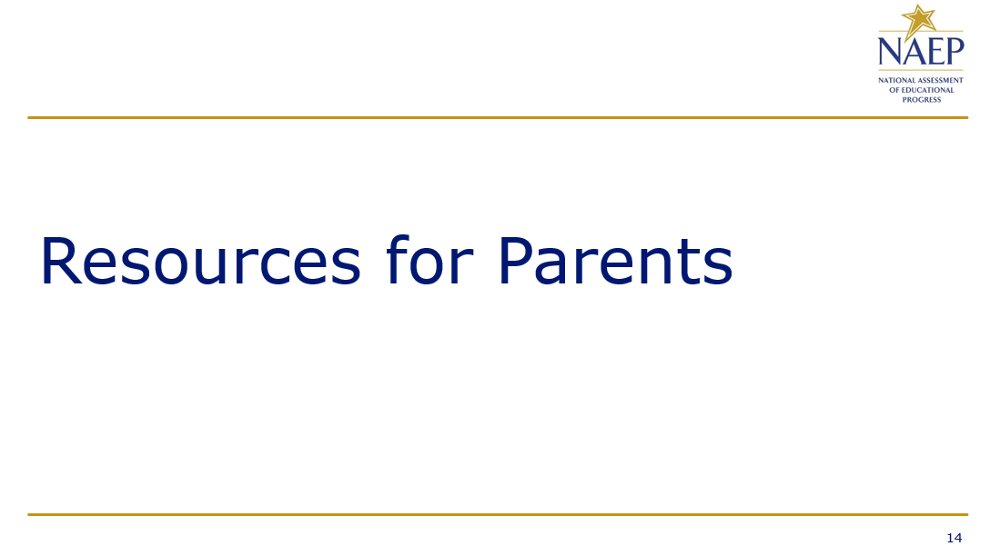 NAEP
NATIONAL ASSESSMENT
OF EDUCATIONAL
PROGRESS
Resources for Parents
14